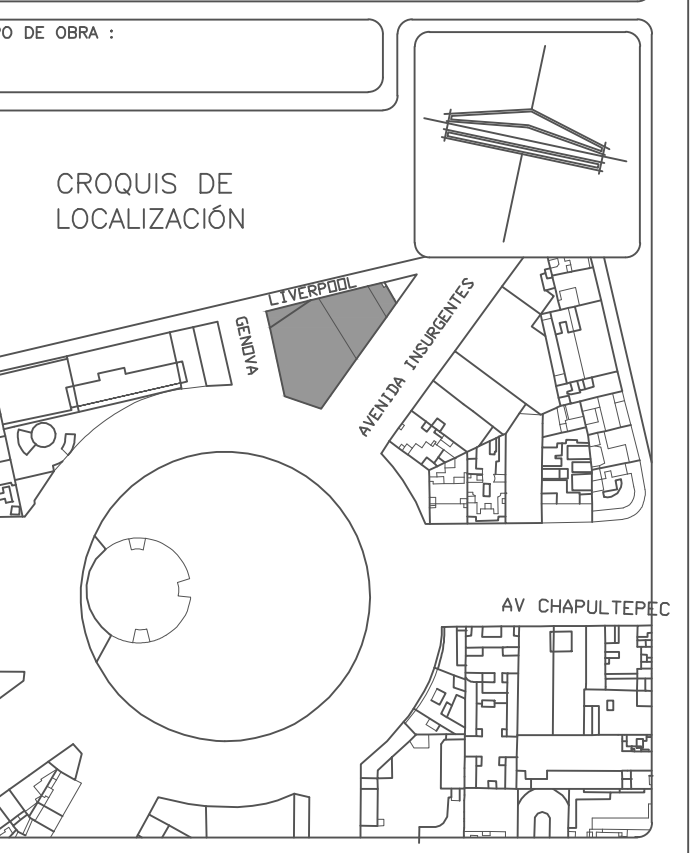 PO DE OBRA :
CROQUIS DE
LOCALIZACIÓN
LIVERPOOL
GENOVA
AVENIDA INSURGENTES
AV CHAPULTEPEC